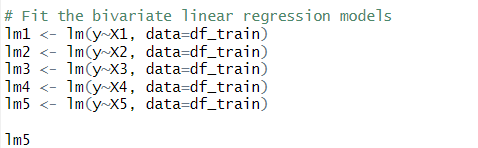 # Fit the bivariate linear regression models
lm1 <- lm(y~X1, data=df_train)
lm2 <- lm(y~X2, data=df_train)
lm3 <- lm(y~X3, data=df_train)
lm4 <- lm(y~X4, data=df_train)
lm5 <- lm(y~X5, data=df_train)
lm5